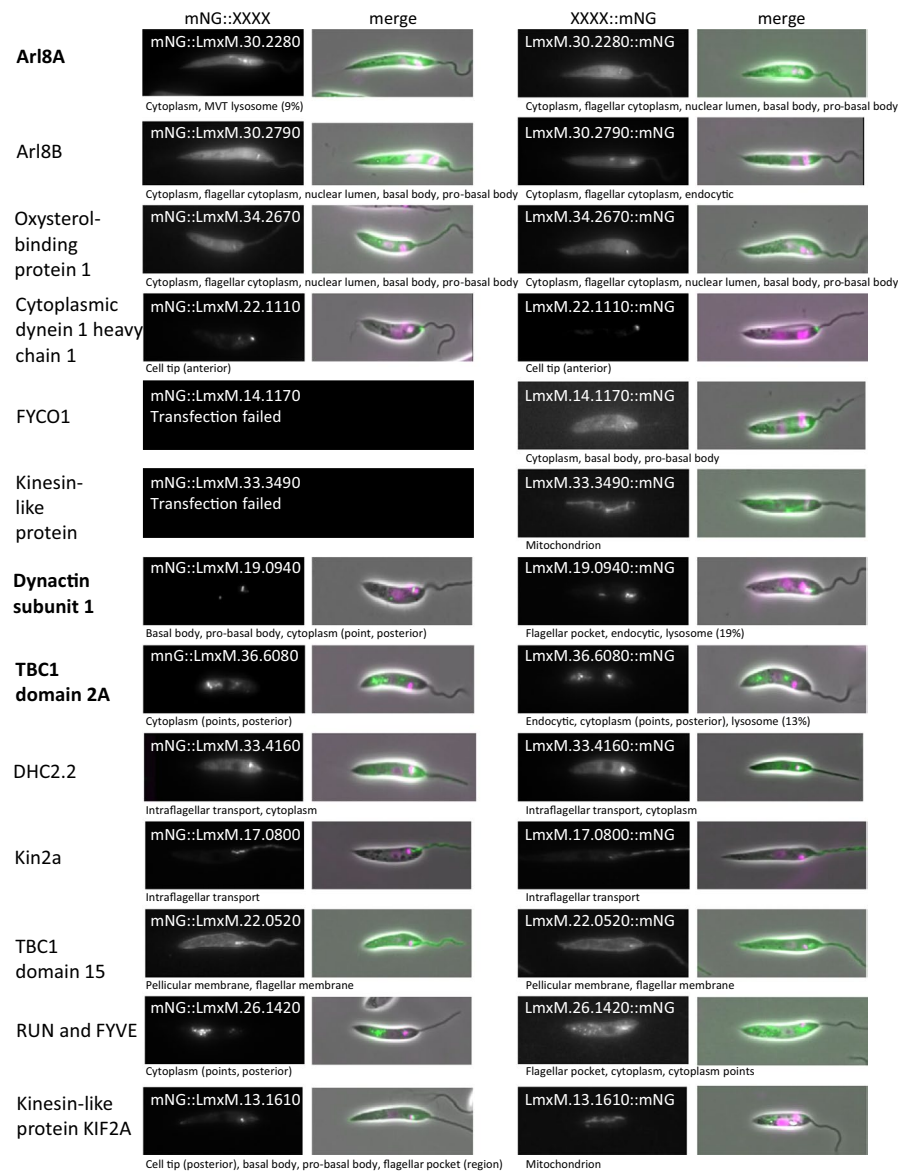 mNG::XXXX merge XXXX::mNG merge
Arl8A
mNG::LmxM.30.2280
LmxM.30.2280::mNG
Cytoplasm, MVT lysosome (9%)
Cytoplasm, flagellar cytoplasm, nuclear lumen, basal body, pro-basal body
Arl8B
mNG::LmxM.30.2790
LmxM.30.2790::mNG
Cytoplasm, flagellar cytoplasm, nuclear lumen, basal body, pro-basal body
Cytoplasm, flagellar cytoplasm, endocytic
Oxysterol-
binding
protein 1
mNG::LmxM.34.2670
LmxM.34.2670::mNG
Cytoplasm, flagellar cytoplasm, nuclear lumen, basal body, pro-basal body
Cytoplasm, flagellar cytoplasm, nuclear lumen, basal body, pro-basal body
Cytoplasmic
dynein 1 heavy
chain 1
mNG::LmxM.22.1110
LmxM.22.1110::mNG
Cell tip (anterior)
Cell tip (anterior)
FYCO1
mNG::LmxM.14.1170
Transfection failed
LmxM.14.1170::mNG
Cytoplasm, basal body, pro-basal body
Kinesin-
like
protein
mNG::LmxM.33.3490
Transfection failed
LmxM.33.3490::mNG
Mitochondrion
Dynactin
subunit 1
mNG::LmxM.19.0940
LmxM.19.0940::mNG
Basal body, pro-basal body, cytoplasm (point, posterior)
Flagellar pocket, endocytic, lysosome (19%)
TBC1
domain 2A
mnG::LmxM.36.6080
LmxM.36.6080::mNG
Cytoplasm (points, posterior)
Endocytic, cytoplasm (points, posterior), lysosome (13%)
DHC2.2
mNG::LmxM.33.4160
LmxM.33.4160::mNG
Intraflagellar transport, cytoplasm
Intraflagellar transport, cytoplasm
Kin2a
mNG::LmxM.17.0800
LmxM.17.0800::mNG
Intraflagellar transport
Intraflagellar transport
TBC1
domain 15
mNG::LmxM.22.0520
LmxM.22.0520::mNG
Pellicular membrane, flagellar membrane
Pellicular membrane, flagellar membrane
RUN and FYVE
mNG::LmxM.26.1420
LmxM.26.1420::mNG
Cytoplasm (points, posterior)
Flagellar pocket, cytoplasm, cytoplasm points
Kinesin-like
protein KIF2A
mNG::LmxM.13.1610
LmxM.13.1610::mNG
Cell tip (posterior), basal body, pro-basal body, flagellar pocket (region)
Mitochondrion